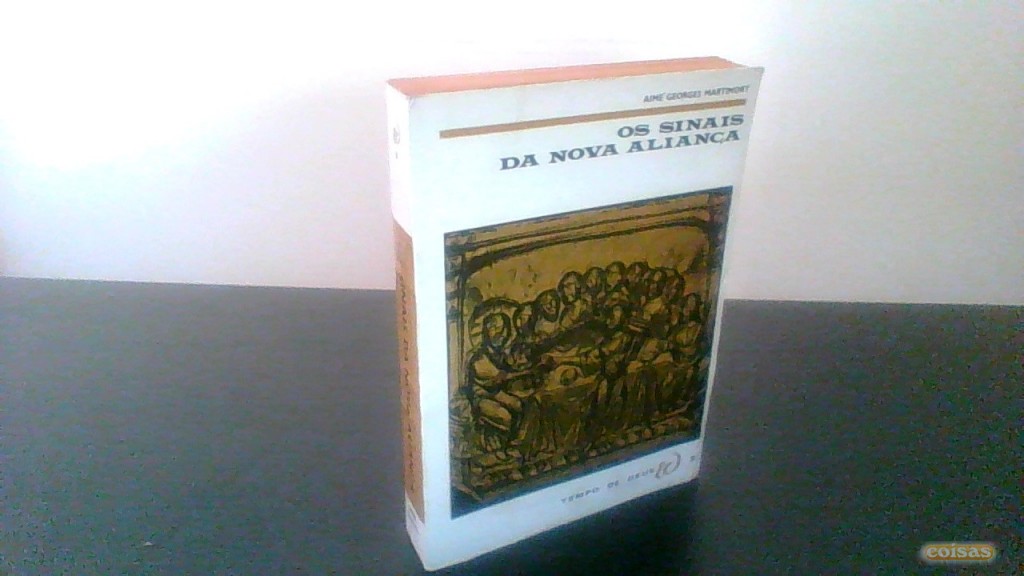 AIMÉ GEORGES MARTIMORT
OS SINAIS
DA NOVA ALIANÇA
TEMPO DE DEUS
coisas